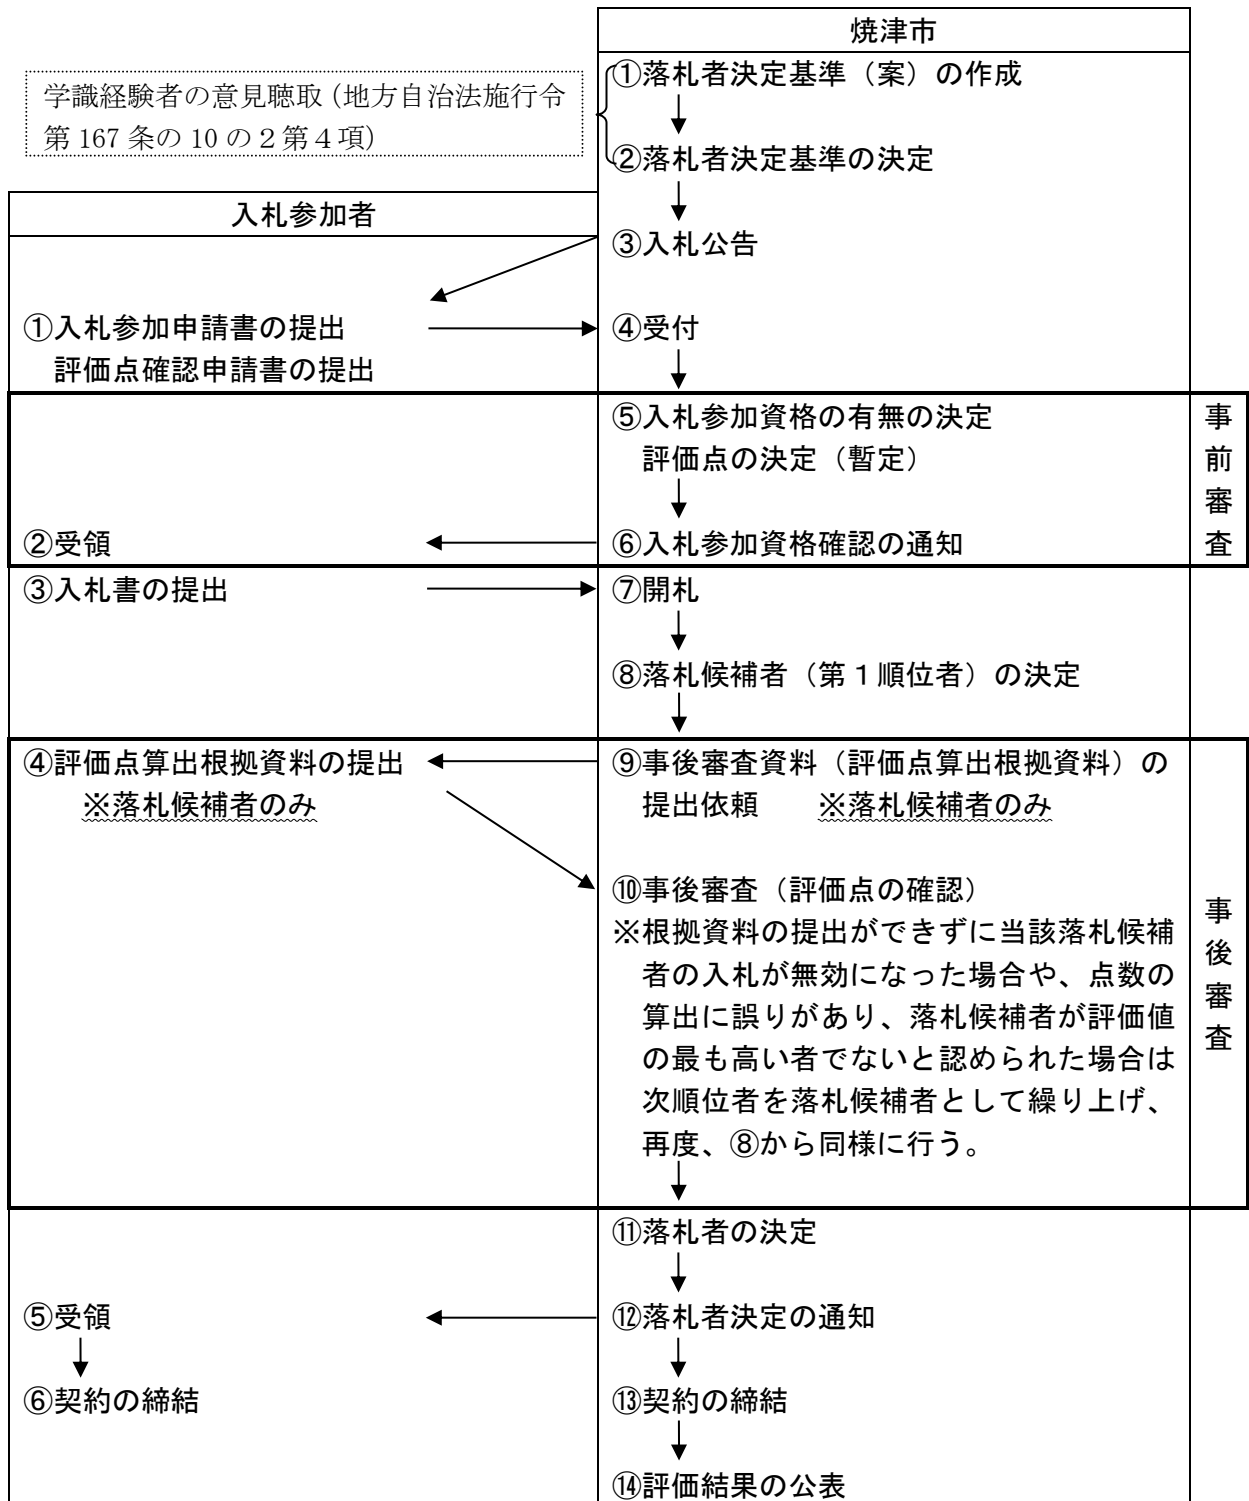 焼津市
①落札者決定基準（案）の作成
学識経験者の意見聴取（地方自治法施行令
第 167 条の 10 の２第４項）
②落札者決定基準の決定
入札参加者
③入札公告
①入札参加申請書の提出
④受付
評価点確認申請書の提出
⑤入札参加資格の有無の決定
評価点の決定（暫定）
事前審査
②受領
⑥入札参加資格確認の通知
③入札書の提出
⑦開札
⑧落札候補者（第１順位者）の決定
④評価点算出根拠資料の提出
※落札候補者のみ
⑨事後審査資料（評価点算出根拠資料）の
提出依頼　　※落札候補者のみ
⑩事後審査（評価点の確認）
※根拠資料の提出ができずに当該落札候補
者の入札が無効になった場合や、点数の
算出に誤りがあり、落札候補者が評価値
の最も高い者でないと認められた場合は
次順位者を落札候補者として繰り上げ、
再度、⑧から同様に行う。
事後審査
⑪落札者の決定
⑤受領
⑫落札者決定の通知
⑥契約の締結
⑬契約の締結
⑭評価結果の公表